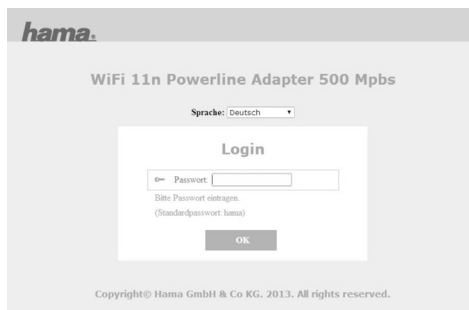 hama.
WiFi 11n Powerline Adapter 500 Mpbs
Sprache: Deutsch
Login
Passwort:
Bitte Passwort eintragen.
(Standardpasswort: hama)
OK
Copyright© Hama GmbH & Co KG. 2013. All rights reserved.